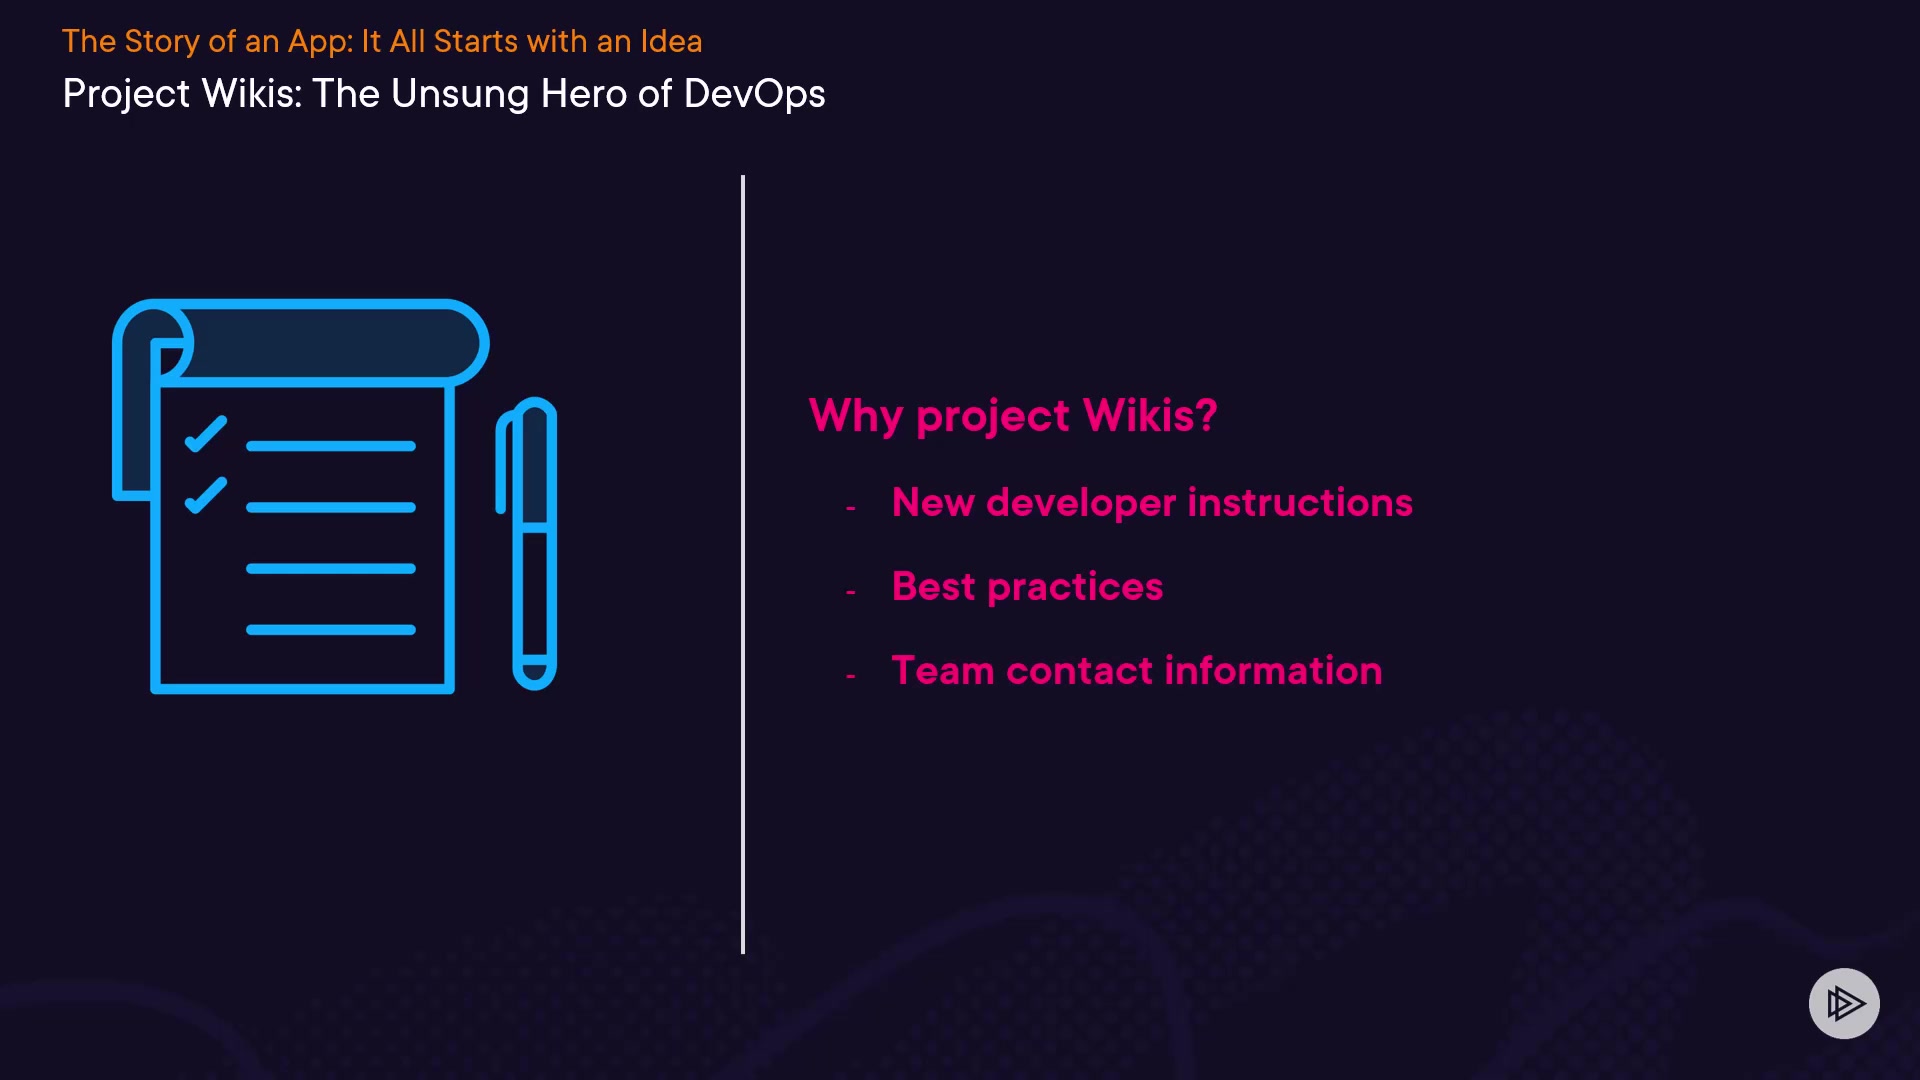 The Story of an App: It All Starts with an Idea
Project Wikis: The Unsung Hero of DevOps
Why project Wikis?
- New developer instructions
- Best practices
- Team contact information